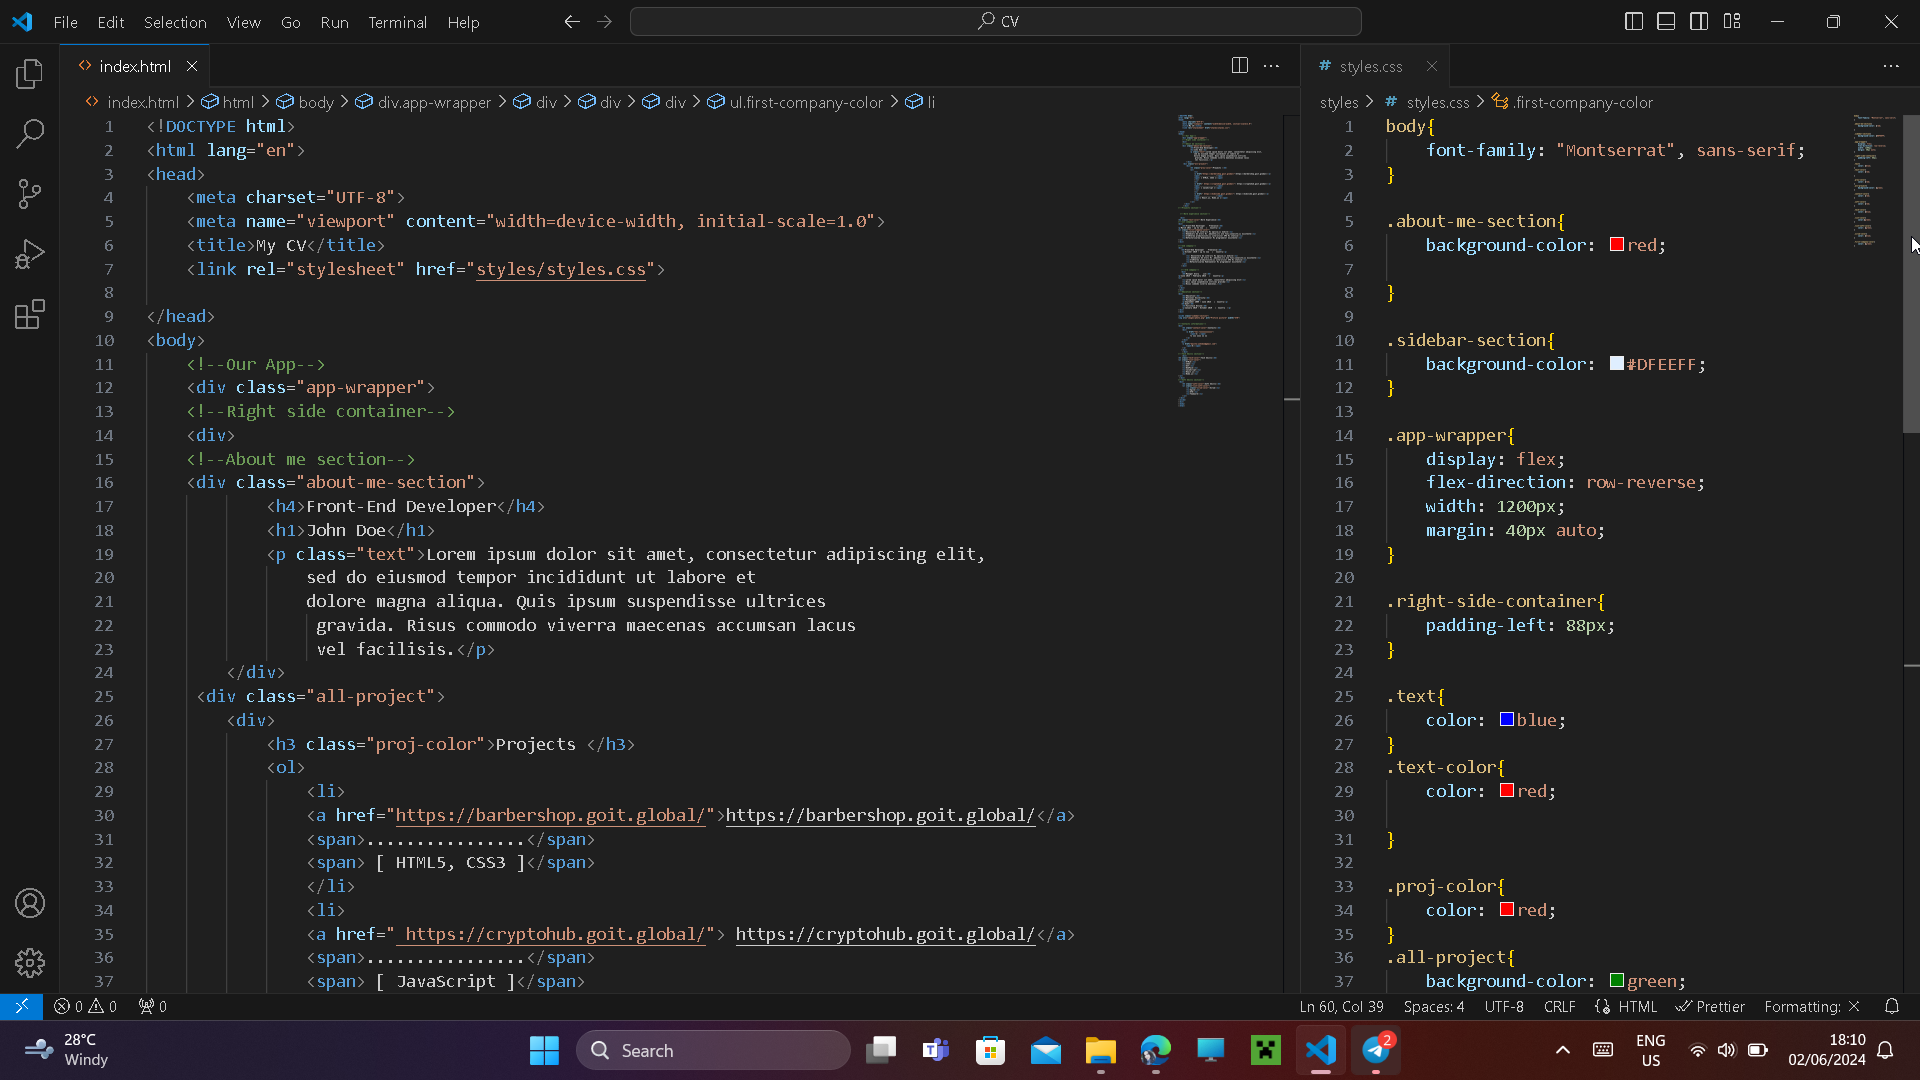 File Edit Selection View Go Run Terminal Help
CV
index.html
index.html > html > body > div.app-wrapper > div > div > div > ul.first-company-color > li
1 <!DOCTYPE html>
2 <html lang="en">
3 <head>
4 <meta charset="UTF-8">
5 <meta name="viewport" content="width=device-width, initial-scale=1.0">
6 <title>My CV</title>
7 <link rel="stylesheet" href="styles/styles.css">
8
9 </head>
10 <body>
11 <!--Our App-->
12 <div class="app-wrapper">
13 <!--Right side container-->
14 <div>
15 <!--About me section-->
16 <div class="about-me-section">
17 <h4>Front-End Developer</h4>
18 <h1>John Doe</h1>
19 <p class="text">Lorem ipsum dolor sit amet, consectetur adipiscing elit,
20 sed do eiusmod tempor incididunt ut labore et
21 dolore magna aliqua. Quis ipsum suspendisse ultrices
22 gravida. Risus commodo viverra maecenas accumsan lacus
23 vel facilisis.</p>
24 </div>
25 <div class="all-project">
26 <div>
27 <h3 class="proj-color">Projects </h3>
28 <ol>
29 <li>
30 <a href="https://barbershop.goit.global/">https://barbershop.goit.global/</a>
31 <span>................</span>
32 <span> [ HTML5, CSS3 ]</span>
33 </li>
34 <li>
35 <a href=" https://cryptohub.goit.global/"> https://cryptohub.goit.global/</a>
36 <span>................</span>
37 <span> [ JavaScript ]</span>
styles.css
styles > styles.css > .first-company-color
1 body{
2 font-family: "Montserrat", sans-serif;
3 }
4
5 .about-me-section{
6 background-color: red;
7
8 }
9
10 .sidebar-section{
11 background-color: #DFEEFF;
12 }
13
14 .app-wrapper{
15 display: flex;
16 flex-direction: row-reverse;
17 width: 1200px;
18 margin: 40px auto;
19 }
20
21 .right-side-container{
22 padding-left: 88px;
23 }
24
25 .text{
26 color: blue;
27 }
28 .text-color{
29 color: red;
30
31 }
32
33 .proj-color{
34 color: red;
35 }
36 .all-project{
37 background-color: green;
0 0 0 Ln 60, Col 39 Spaces: 4 UTF-8 CRLF HTML Prettier Formatting:
28°C
Windy
Search
2
ENG
US
18:10
02/06/2024